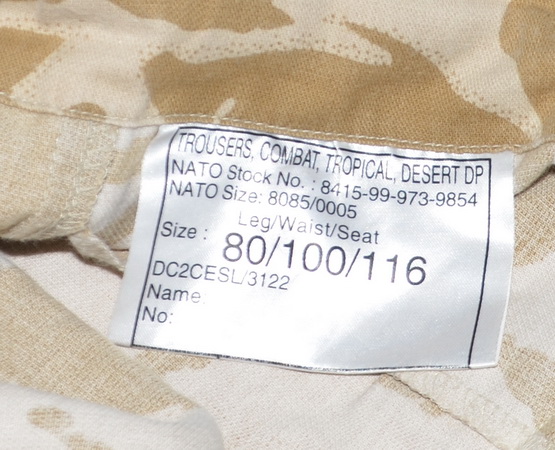 TROUSERS, COMBAT, TROPICAL, DESERT DP
NATO Stock No. : 8415-99-973-9854
NATO Size: 8085/0005
Leg/Waist/Seat
Size : 80/100/116
DC2CESL/3122
Name
No: